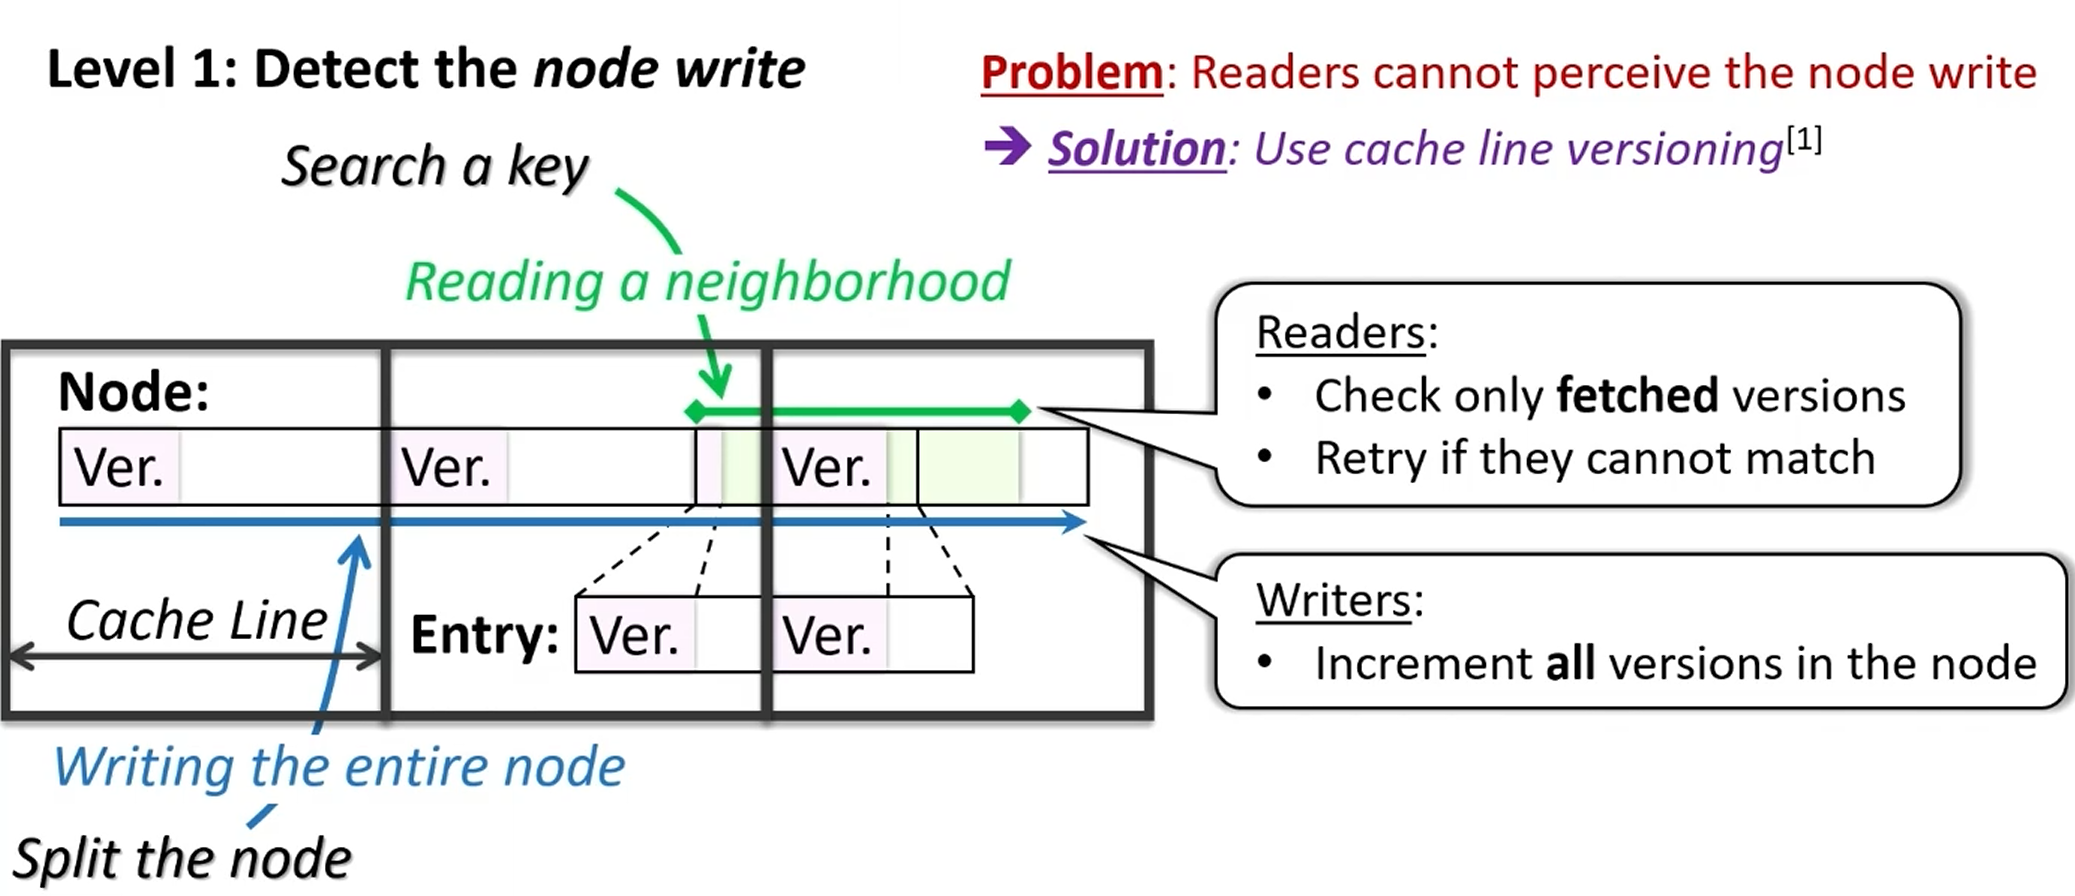 Level 1: Detect the node write
Problem: Readers cannot perceive the node write
➔ Solution: Use cache line versioning[1]
Search a key
Reading a neighborhood
Readers:
• Check only fetched versions
• Retry if they cannot match
Node:
Ver. Ver. Ver.
Writers:
• Increment all versions in the node
Cache Line
Entry: Ver. Ver.
Writing the entire node
Split the node